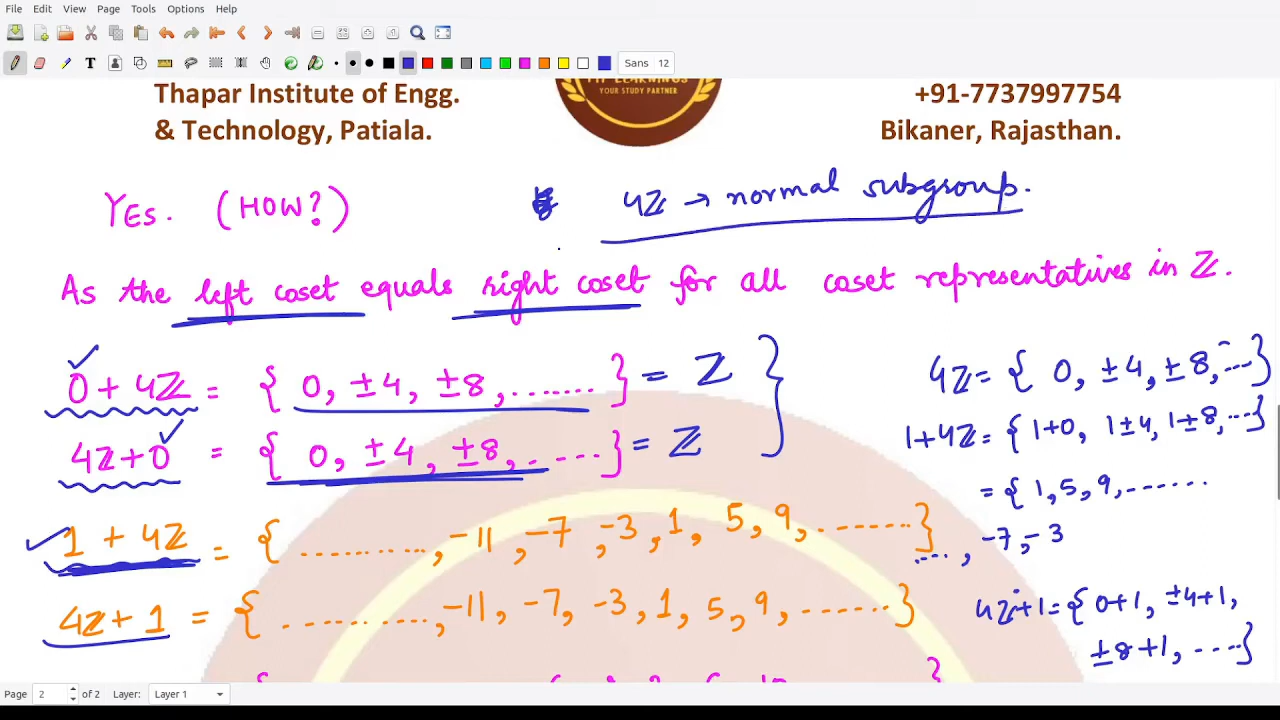 File Edit View Page Tools Options Help
Sans 12
Thapar Institute of Engg.
& Technology, Patiala.
YOUR STUDY PARTNER
+91-7737997754
Bikaner, Rajasthan.
YES. (HOW?)
4ℤ → normal subgroup.
As the left coset equals right coset for all coset representatives in ℤ.
0 + 4ℤ = { 0, ±4, ±8, ...... } = ℤ
4ℤ+0 = { 0, ±4, ±8, ..... } = ℤ
1 + 4ℤ = { .........., -11, -7, -3, 1, 5, 9, ........ }
4ℤ+1 = { .........., -11, -7, -3, 1, 5, 9, ........ }
4ℤ = { 0, ±4, ±8, ....}
1+4ℤ = { 1+0, 1±4, 1±8, ....}
= { 1, 5, 9, .......
...., -7, -3
4ℤ+1 = { 0+1, ±4+1,
±8+1, ....}
Page 2 of 2 Layer: Layer 1